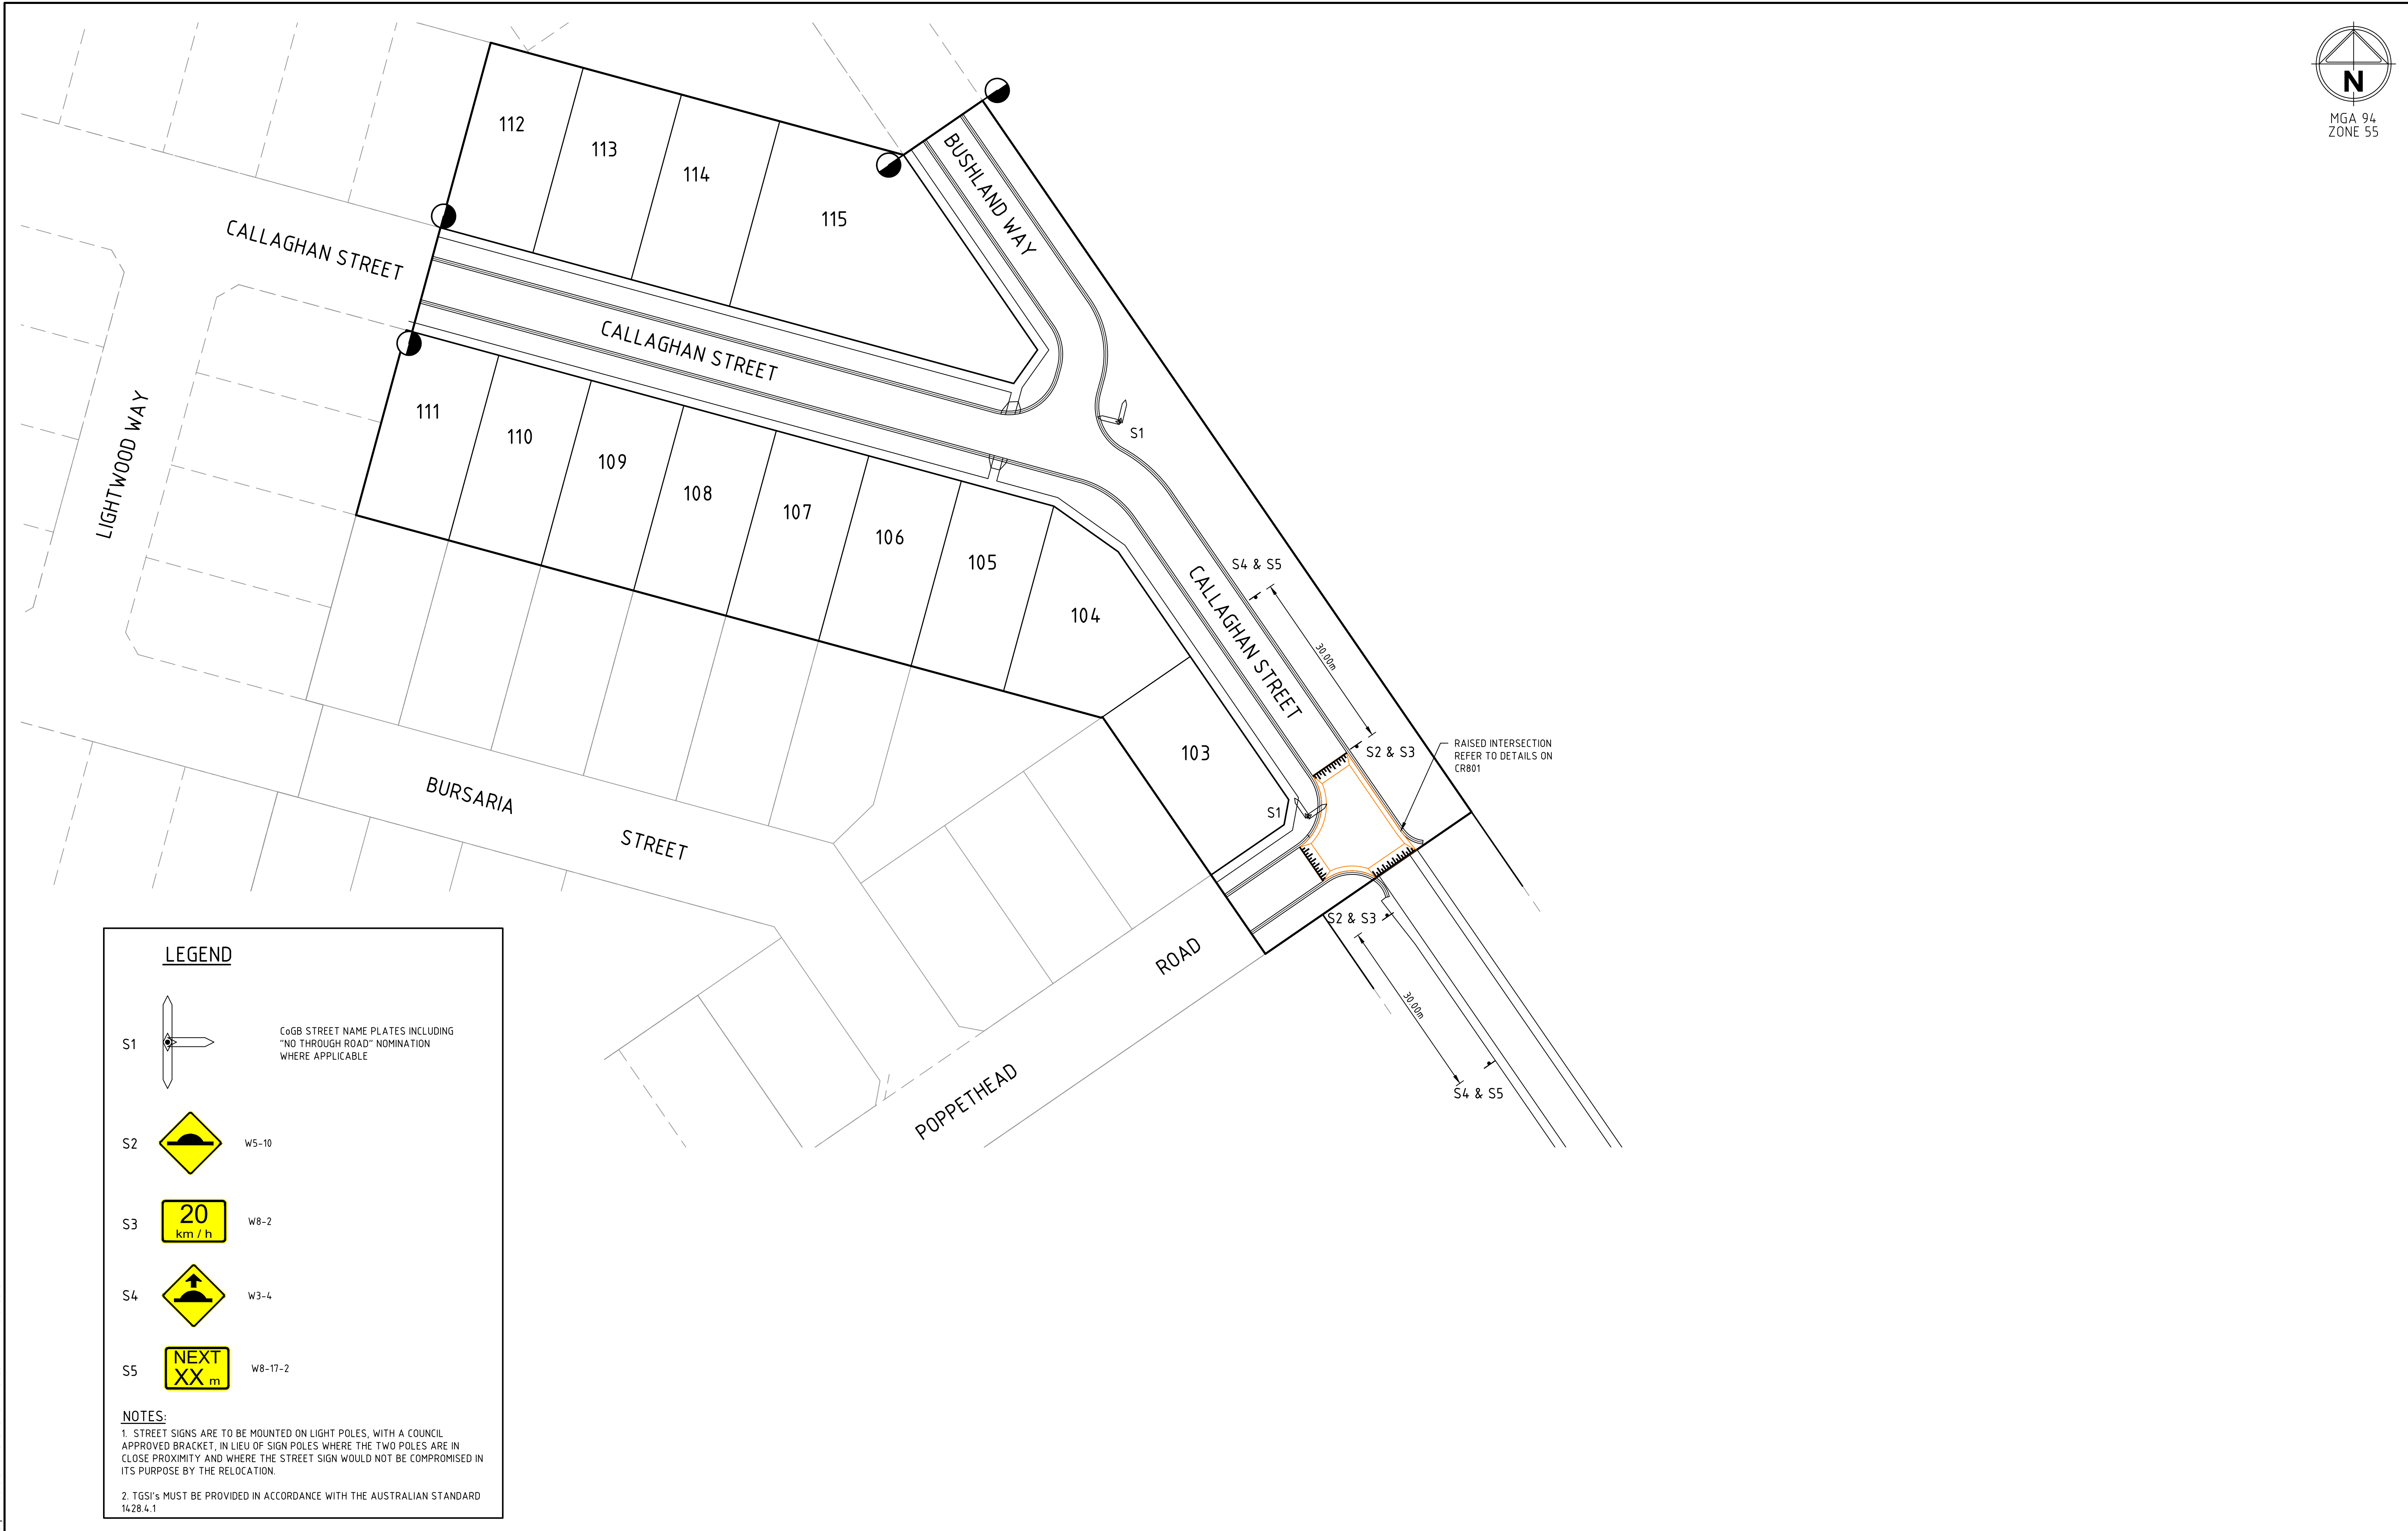 N
MGA 94
ZONE 55
112
113
114
115
BUSHLAND WAY
CALLAGHAN STREET
CALLAGHAN STREET
LIGHTWOOD WAY
111
110
109
108
107
106
105
104
103
S1
S4 & S5
CALLAGHAN STREET
30.00m
S2 & S3
RAISED INTERSECTION
REFER TO DETAILS ON
CR801
S1
BURSARIA
STREET
S2 & S3
ROAD
30.00m
S4 & S5
POPPETHEAD
LEGEND
S1
CoGB STREET NAME PLATES INCLUDING
"NO THROUGH ROAD" NOMINATION
WHERE APPLICABLE
S2
W5-10
S3
20
km / h
W8-2
S4
W3-4
S5
NEXT
XX m
W8-17-2
NOTES:
1. STREET SIGNS ARE TO BE MOUNTED ON LIGHT POLES, WITH A COUNCIL
APPROVED BRACKET, IN LIEU OF SIGN POLES WHERE THE TWO POLES ARE IN
CLOSE PROXIMITY AND WHERE THE STREET SIGN WOULD NOT BE COMPROMISED IN
ITS PURPOSE BY THE RELOCATION.
2. TGSI's MUST BE PROVIDED IN ACCORDANCE WITH THE AUSTRALIAN STANDARD
1428.4.1